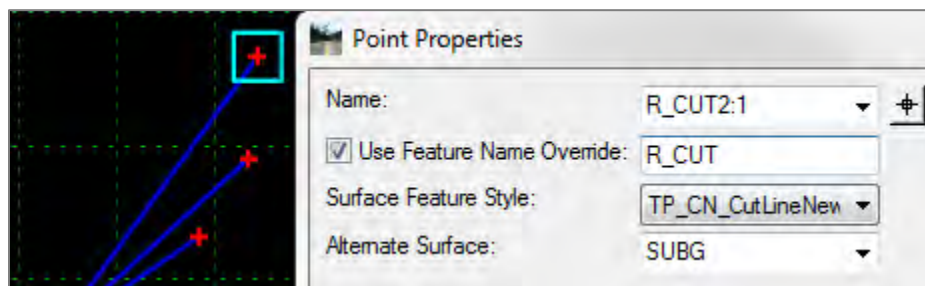 Point Properties
Name: R_CUT2:1
Use Feature Name Override: R_CUT
Surface Feature Style: TP_CN_CutLineNew
Alternate Surface: SUBG